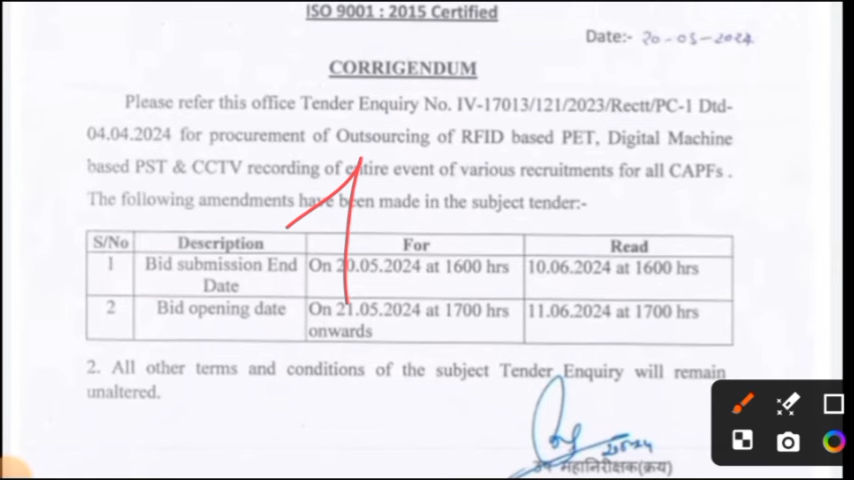 ISO 9001 : 2015 Certified
Date:- 20-05-2024
CORRIGENDUM
Please refer this office Tender Enquiry No. IV-17013/121/2023/Rectt/PC-1 Dtd-
04.04.2024 for procurement of Outsourcing of RFID based PET, Digital Machine
based PST & CCTV recording of entire event of various recruitments for all CAPFs .
The following amendments have been made in the subject tender:-
S/No Description For Read
1 Bid submission End Date On 20.05.2024 at 1600 hrs 10.06.2024 at 1600 hrs
2 Bid opening date On 21.05.2024 at 1700 hrs onwards 11.06.2024 at 1700 hrs
2. All other terms and conditions of the subject Tender Enquiry will remain
unaltered.
उप महानिरीक्षक(क्रय)